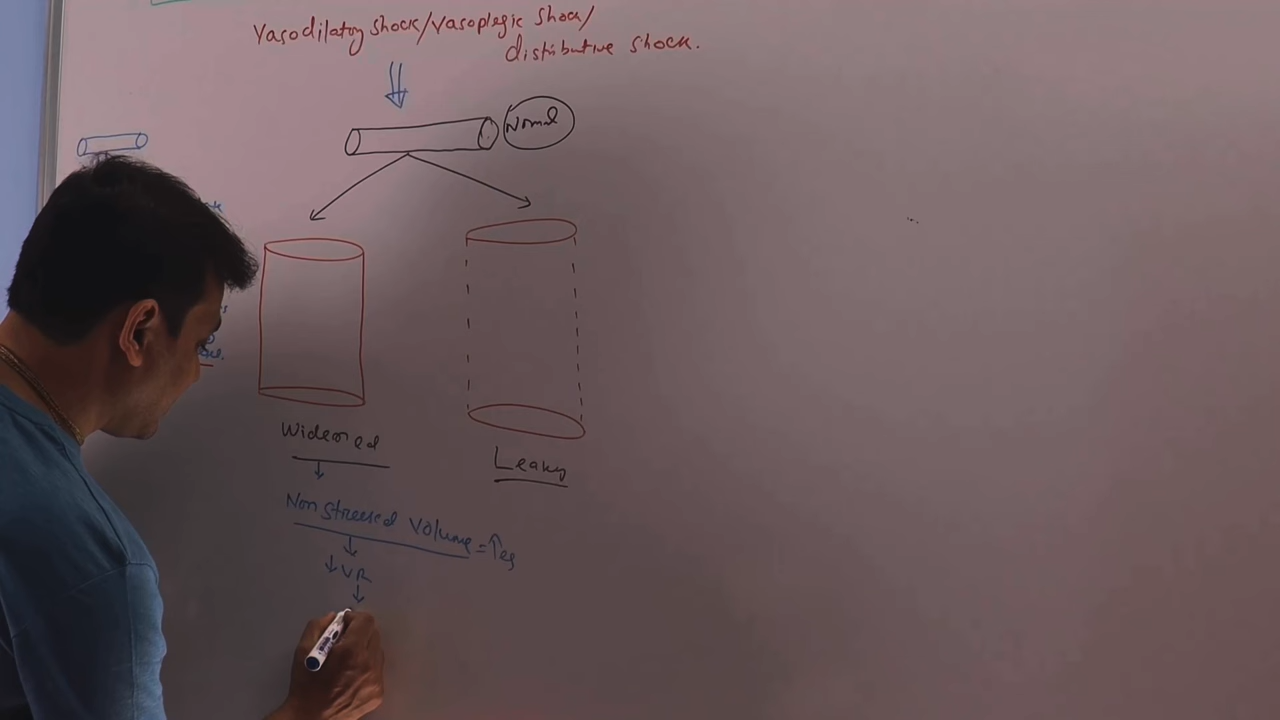 Vasodilatory shock/vasoplegic shock/
distributive shock.
Normal
Widened
Leaky
Non stressed volume = ↑es
↓ VR